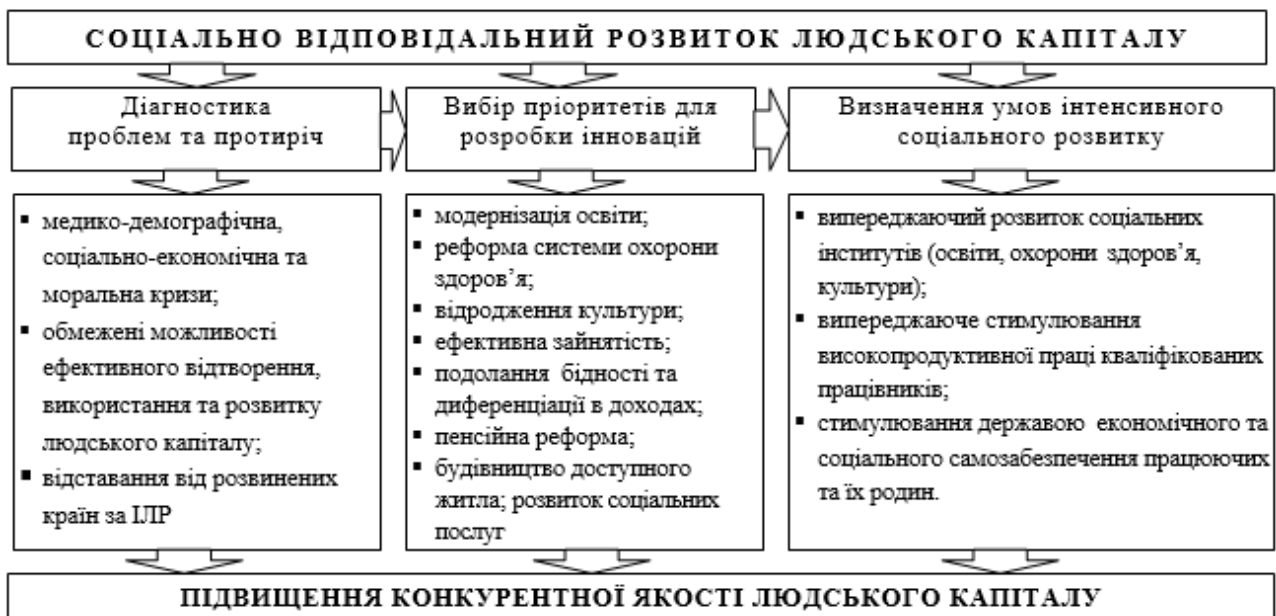 СОЦІАЛЬНО ВІДПОВІДАЛЬНИЙ РОЗВИТОК ЛЮДСЬКОГО КАПІТАЛУ
Діагностика
проблем та протиріч
Вибір пріоритетів для
розробки інновацій
Визначення умов інтенсивного
соціального розвитку
▪ медико-демографічна,
соціально-економічна та
моральна кризи;
▪ обмежені можливості
ефективного відтворення,
використання та розвитку
людського капіталу;
▪ відставання від розвинених
країн за ІЛР
▪ модернізація освіти;
▪ реформа системи охорони
здоров’я;
▪ відродження культури;
▪ ефективна зайнятість;
▪ подолання бідності та
диференціації в доходах;
▪ пенсійна реформа;
▪ будівництво доступного
житла; розвиток соціальних
послуг
▪ випереджаючий розвиток соціальних
інститутів (освіти, охорони здоров’я,
культури);
▪ випереджаюче стимулювання
високопродуктивної праці кваліфікованих
працівників;
▪ стимулювання державою економічного та
соціального самозабезпечення працюючих
та їх родин.
ПІДВИЩЕННЯ КОНКУРЕНТНОЇ ЯКОСТІ ЛЮДСЬКОГО КАПІТАЛУ